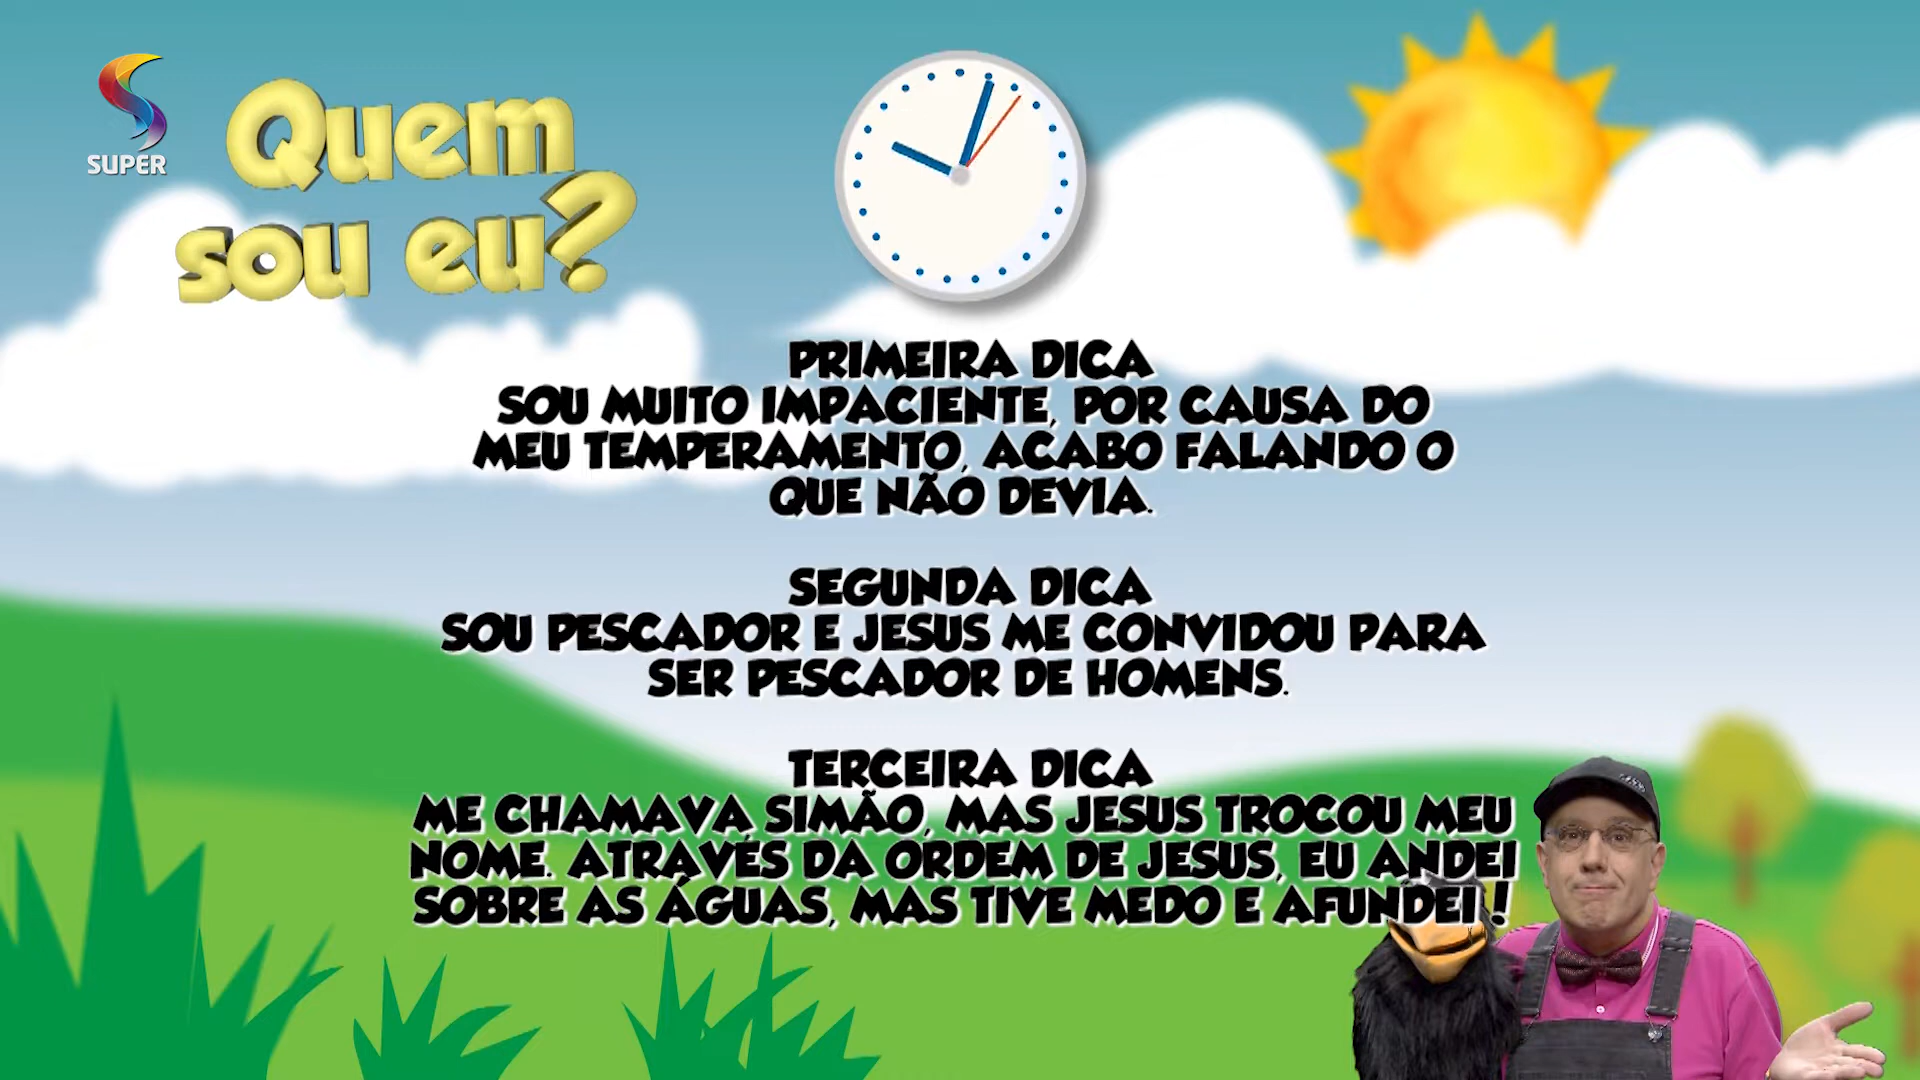 SUPER
Quem
sou eu?
PRIMEIRA DICA
SOU MUITO IMPACIENTE, POR CAUSA DO
MEU TEMPERAMENTO, ACABO FALANDO O
QUE NÃO DEVIA.
SEGUNDA DICA
SOU PESCADOR E JESUS ME CONVIDOU PARA
SER PESCADOR DE HOMENS.
TERCEIRA DICA
ME CHAMAVA SIMÃO, MAS JESUS TROCOU MEU
NOME. ATRAVÉS DA ORDEM DE JESUS, EU ANDEI
SOBRE AS ÁGUAS, MAS TIVE MEDO E AFUNDEI!